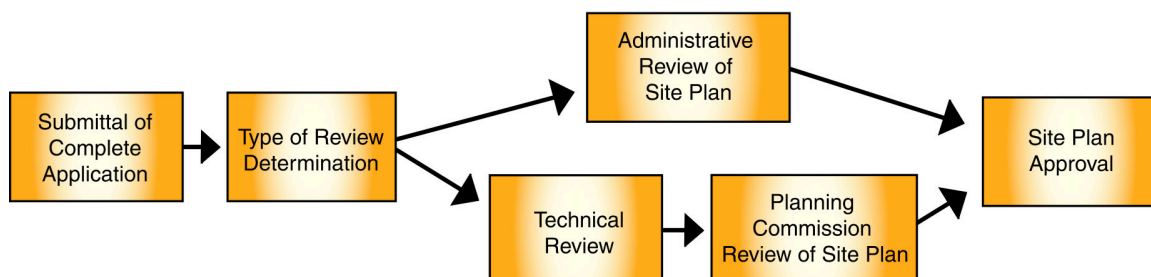 Submittal of
Complete
Application
Type of Review
Determination
Administrative
Review of
Site Plan
Technical
Review
Planning
Commission
Review of Site Plan
Site Plan
Approval